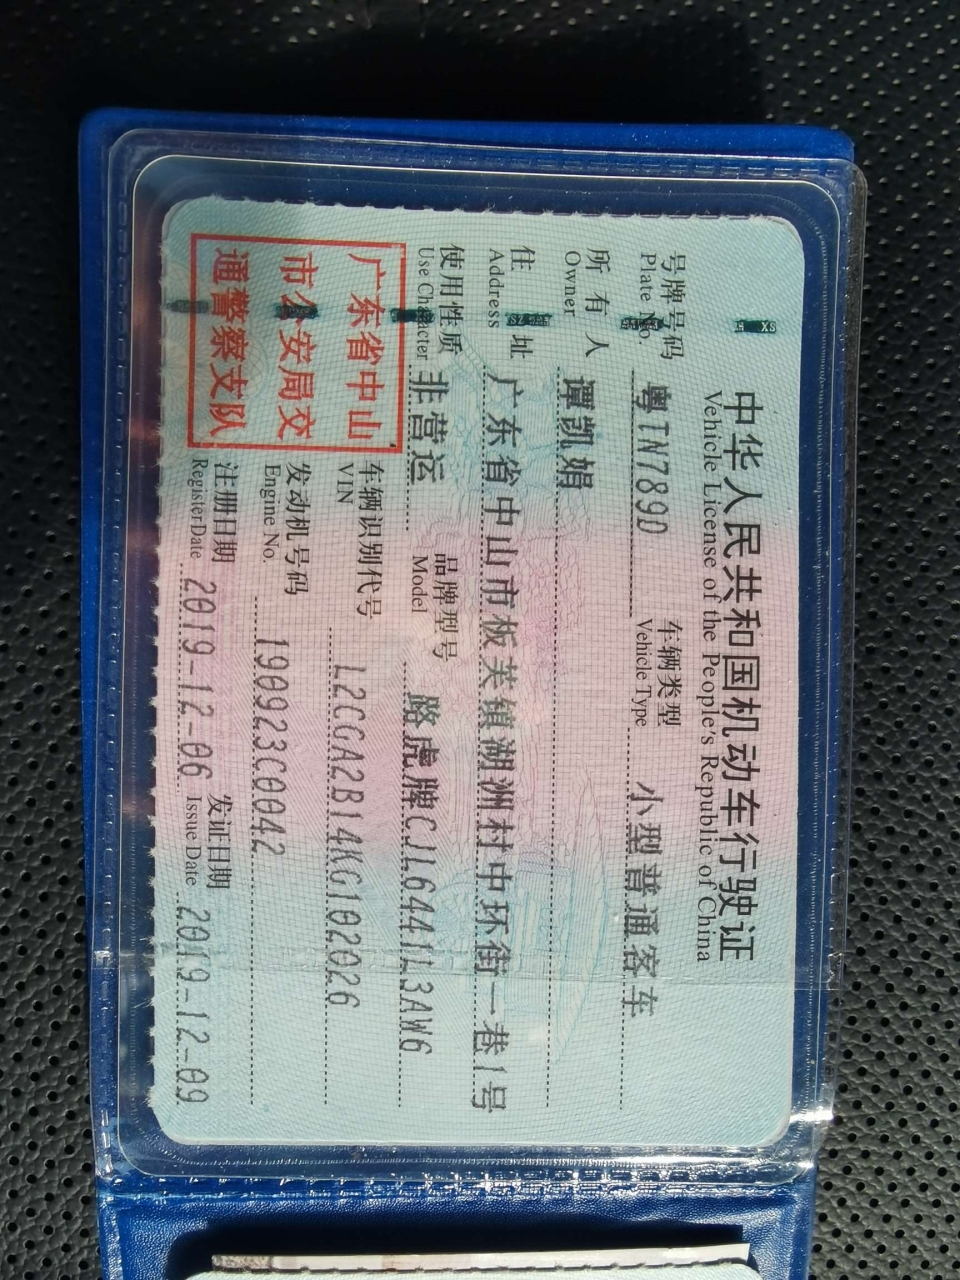 中华人民共和国机动车行驶证
Vehicle License of the People's Republic of China
号牌号码 粤TN789D 车辆类型 小型普通客车
Plate No. Vehicle Type
所有人 谭凯娟
Owner
住址 广东省中山市板芙镇湖洲村中环街一巷1号
Address
使用性质 非营运 品牌型号 路虎牌CJL6441L3AW6
Use Character Model
广东省中山
市公安局交
通警察支队
车辆识别代号 L2CGA2B14KG102026
VIN
发动机号码 190923C0042
Engine No.
注册日期 2019-12-06 发证日期 2019-12-09
Register Date Issue Date